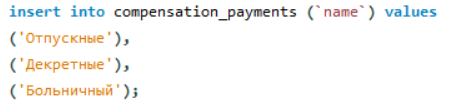 insert into compensation_payments (`name`) values
('Отпускные'),
('Декретные'),
('Больничный');